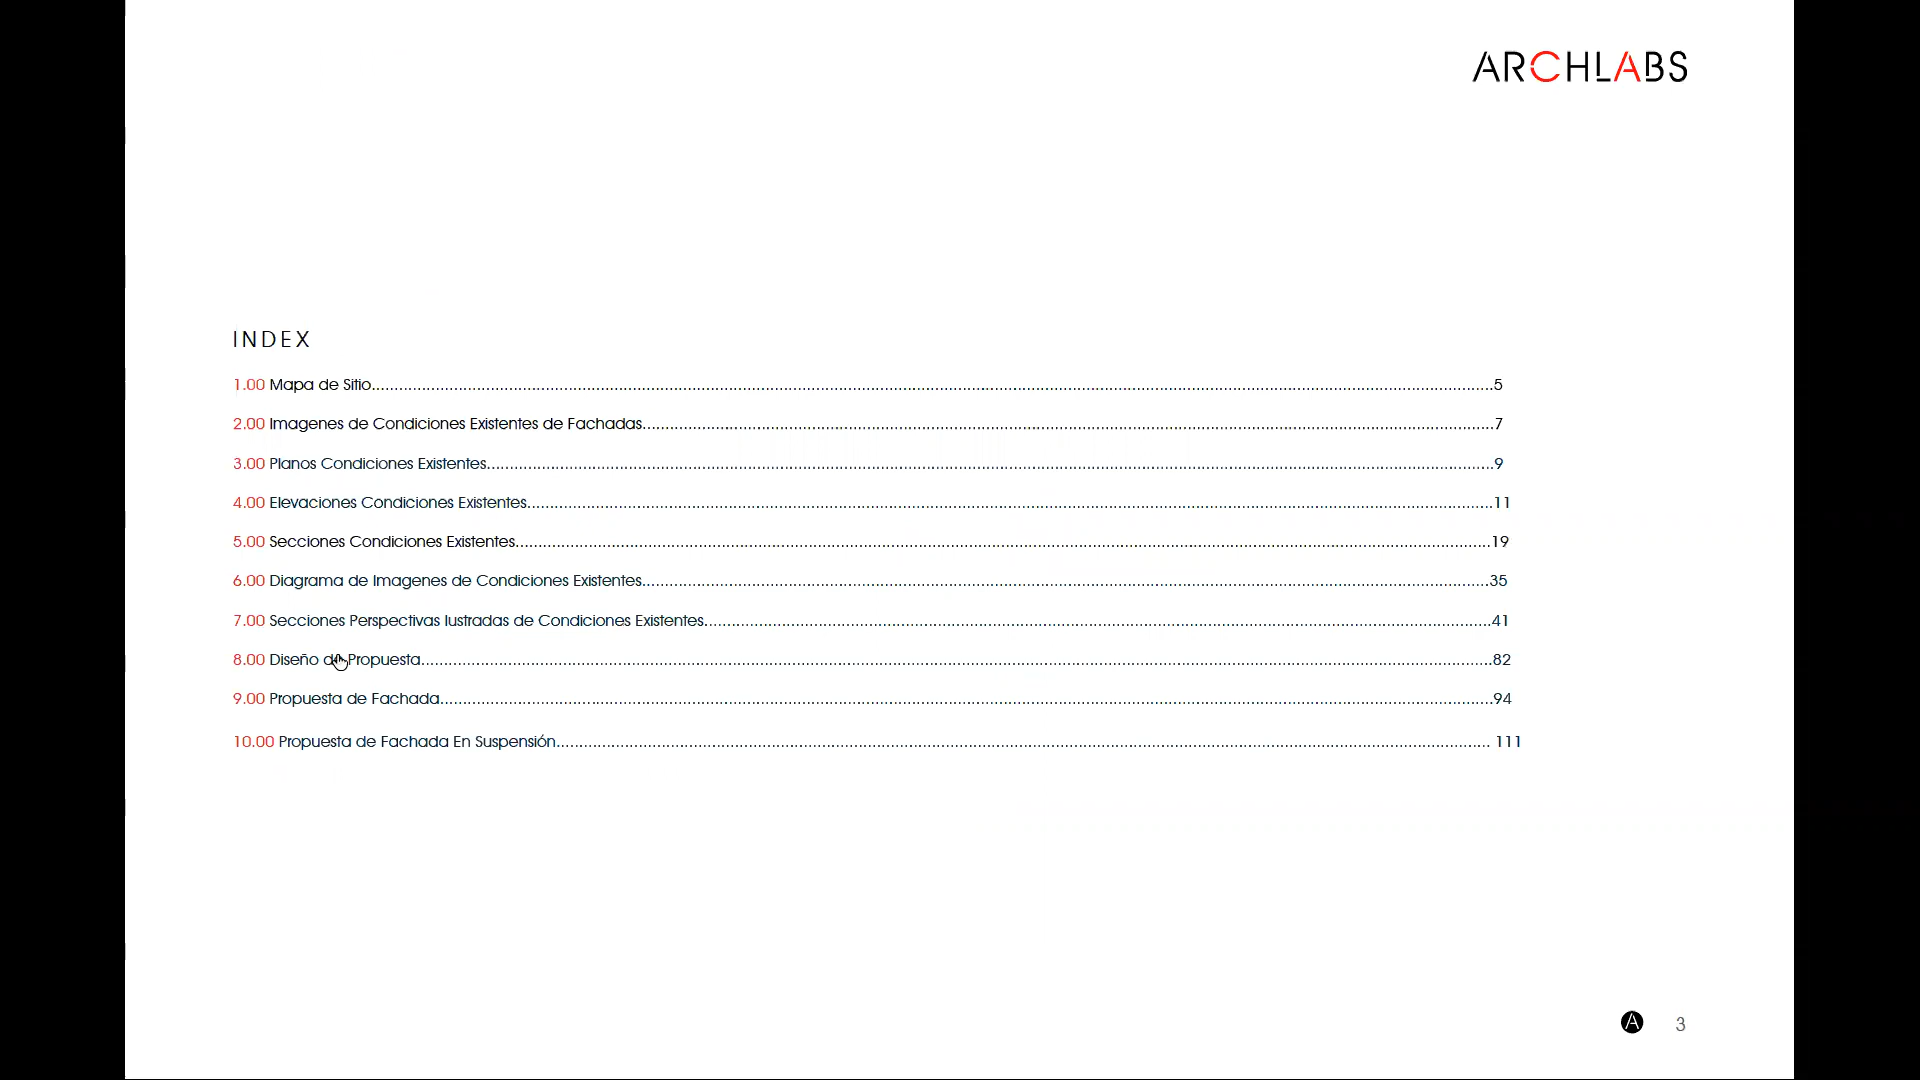 ARCHLABS
INDEX
1.00 Mapa de Sitio 5
2.00 Imagenes de Condiciones Existentes de Fachadas 7
3.00 Planos Condiciones Existentes 9
4.00 Elevaciones Condiciones Existentes 11
5.00 Secciones Condiciones Existentes 19
6.00 Diagrama de Imagenes de Condiciones Existentes 35
7.00 Secciones Perspectivas lustradas de Condiciones Existentes 41
8.00 Diseño de Propuesta 82
9.00 Propuesta de Fachada 94
10.00 Propuesta de Fachada En Suspensión 111
A 3